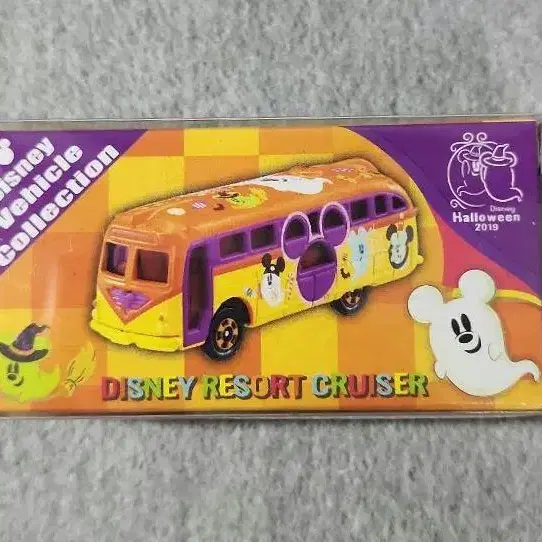 Disney
Vehicle
Collection
Disney
Halloween
2019
DISNEY RESORT CRUISER